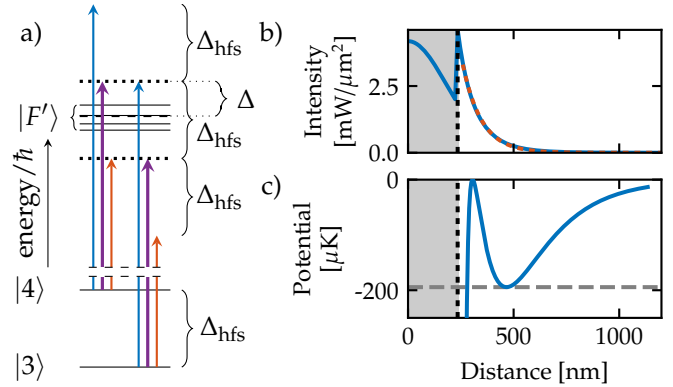 a)
Δhfs
Δ
|F′⟩
Δhfs
energy/ħ
Δhfs
|4⟩
Δhfs
|3⟩
b)
Intensity
[mW/μm²]
2.5
0.0
c)
Potential
[μK]
0
-200
0
500
1000
Distance [nm]